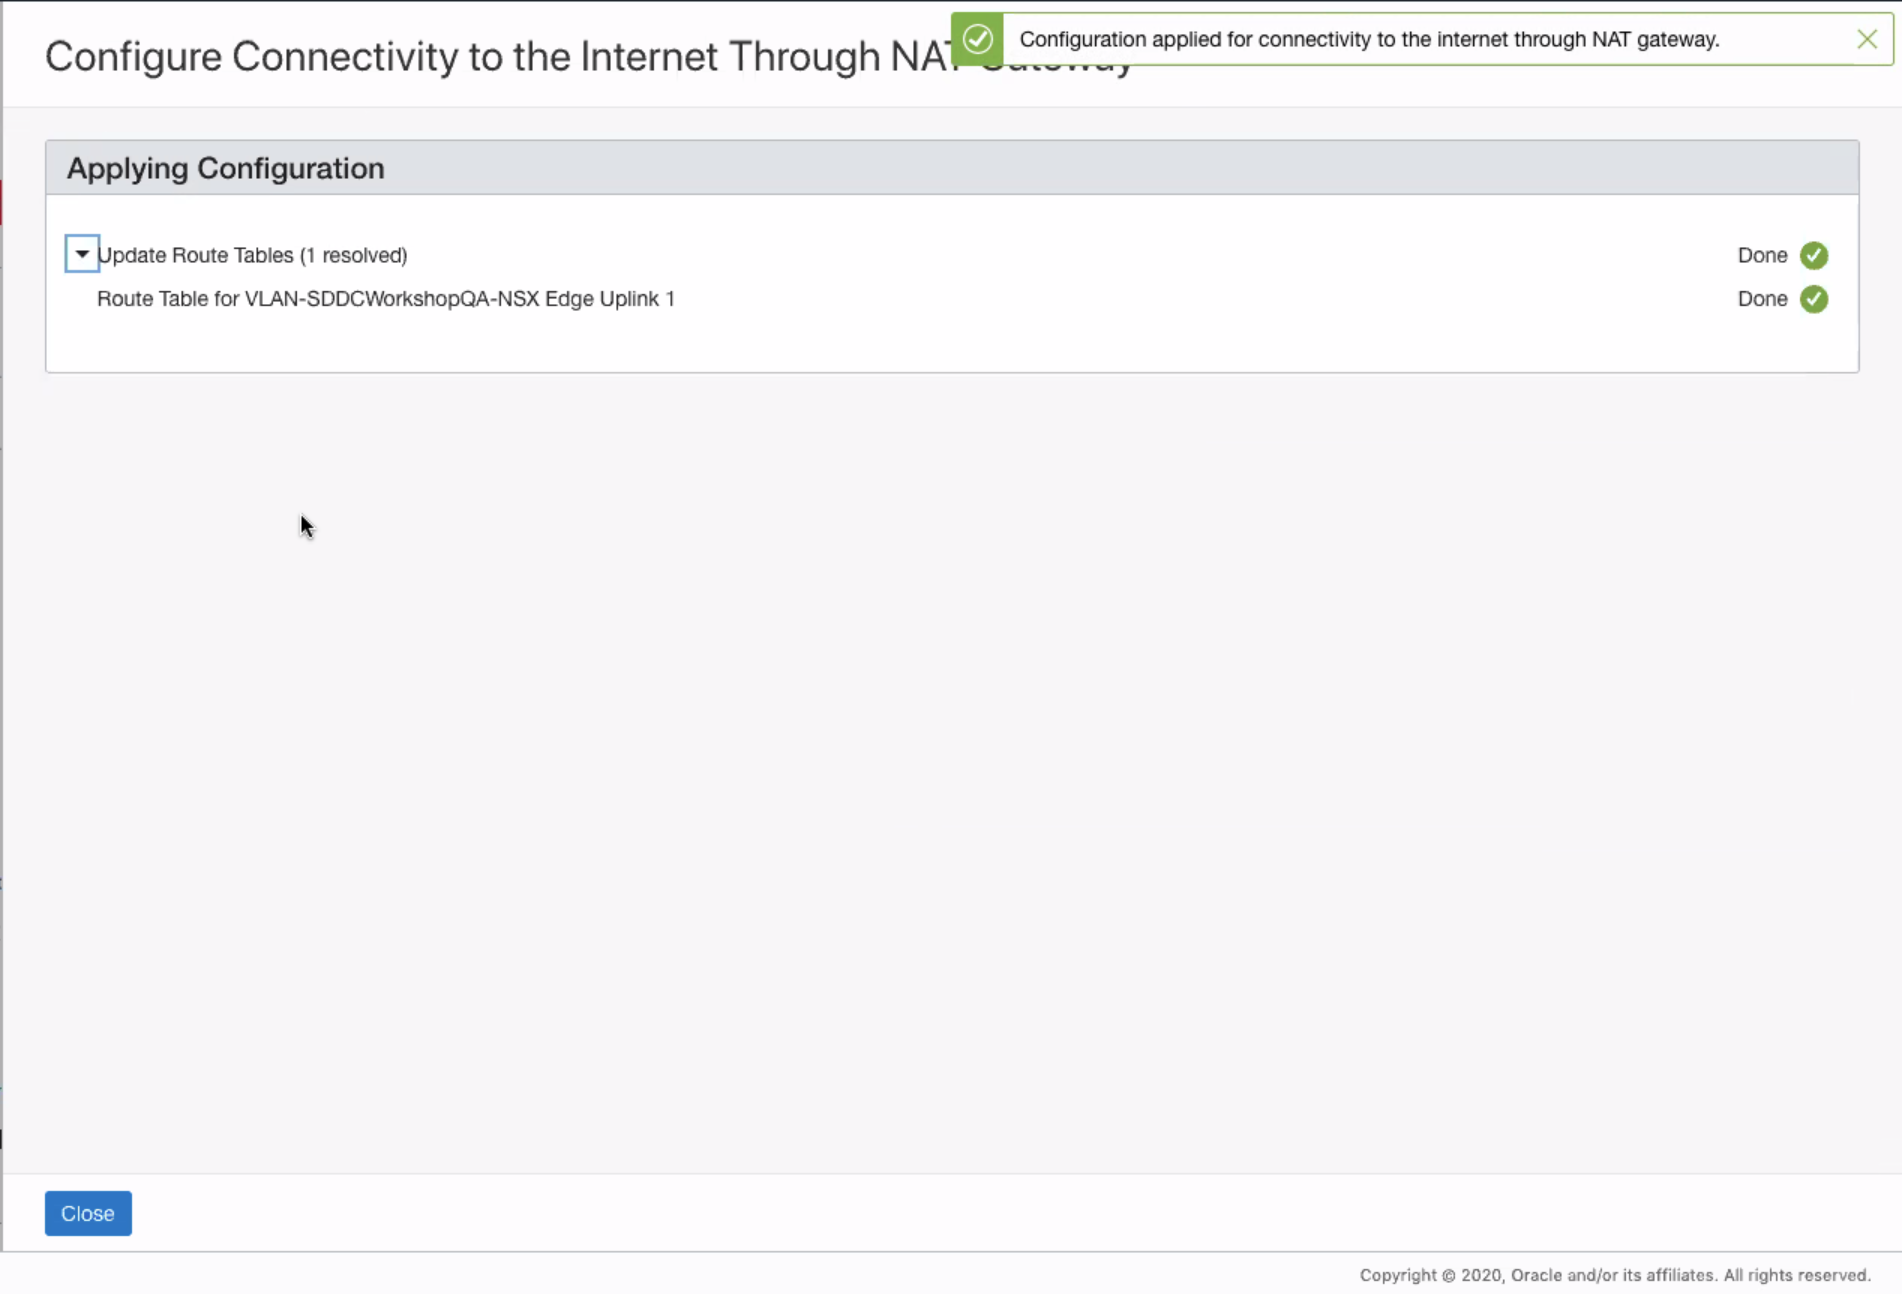 Configure Connectivity to the Internet Through NAT Gateway
Configuration applied for connectivity to the internet through NAT gateway.
Applying Configuration
Update Route Tables (1 resolved) Done
Route Table for VLAN-SDDCWorkshopQA-NSX Edge Uplink 1 Done
Close
Copyright © 2020, Oracle and/or its affiliates. All rights reserved.